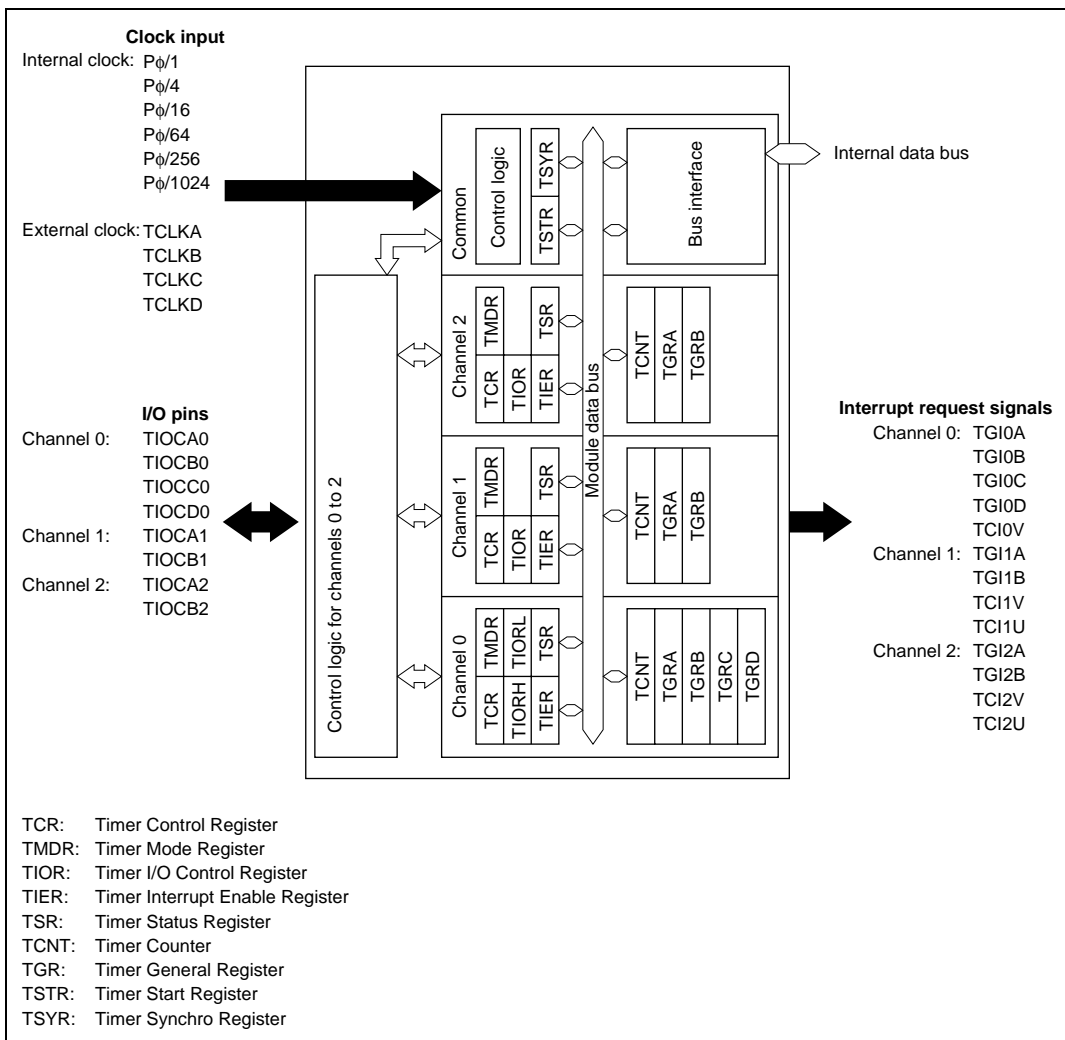 Clock input
Internal clock: Pϕ/1
Pϕ/4
Pϕ/16
Pϕ/64
Pϕ/256
Pϕ/1024
External clock: TCLKA
TCLKB
TCLKC
TCLKD
I/O pins
Channel 0: TIOCA0
TIOCB0
TIOCC0
TIOCD0
Channel 1: TIOCA1
TIOCB1
Channel 2: TIOCA2
TIOCB2
Control logic for channels 0 to 2
Common
Control logic
TSTR TSYR
Bus interface
Internal data bus
Module data bus
Channel 2
TCR TMDR
TIOR
TIER TSR
TCNT
TGRA
TGRB
Channel 1
TCR TMDR
TIOR
TIER TSR
TCNT
TGRA
TGRB
Channel 0
TCR TMDR
TIORH TIORL
TIER TSR
TCNT
TGRA
TGRB
TGRC
TGRD
Interrupt request signals
Channel 0: TGI0A
TGI0B
TGI0C
TGI0D
TCI0V
Channel 1: TGI1A
TGI1B
TCI1V
TCI1U
Channel 2: TGI2A
TGI2B
TCI2V
TCI2U
TCR: Timer Control Register
TMDR: Timer Mode Register
TIOR: Timer I/O Control Register
TIER: Timer Interrupt Enable Register
TSR: Timer Status Register
TCNT: Timer Counter
TGR: Timer General Register
TSTR: Timer Start Register
TSYR: Timer Synchro Register